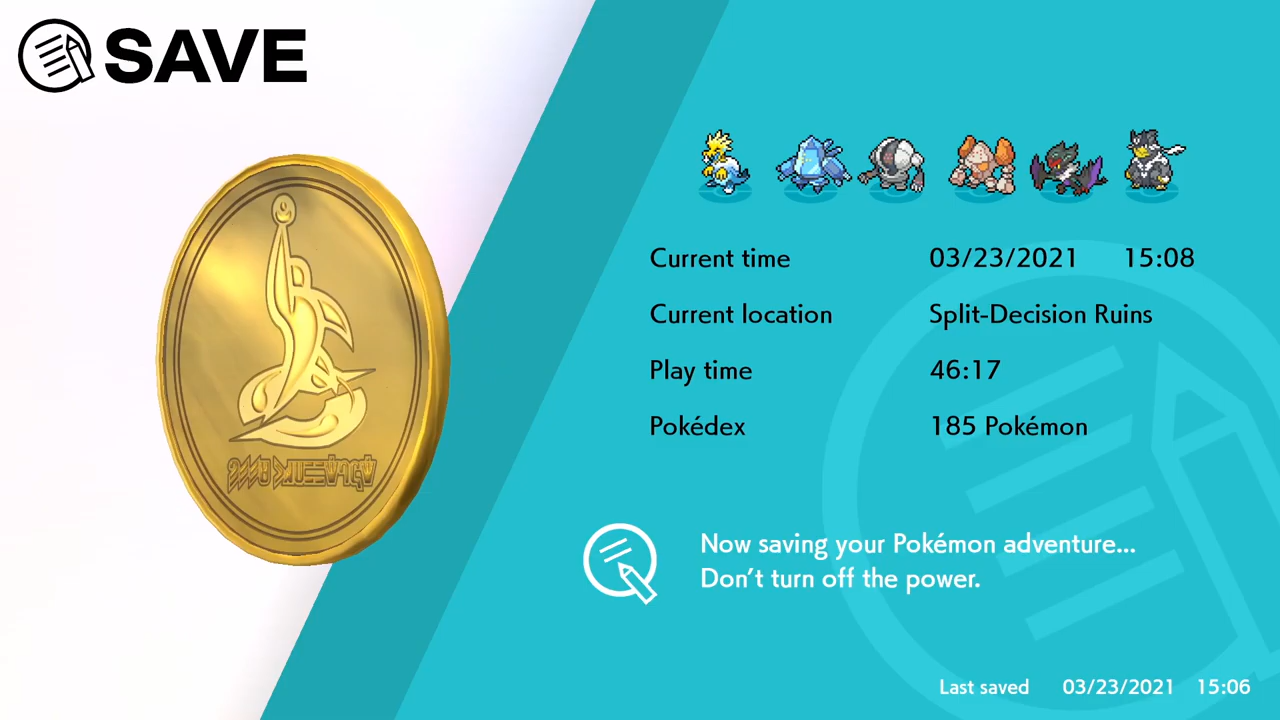 SAVE
Current time 03/23/2021 15:08
Current location Split-Decision Ruins
Play time 46:17
Pokédex 185 Pokémon
Now saving your Pokémon adventure...
Don't turn off the power.
Last saved 03/23/2021 15:06